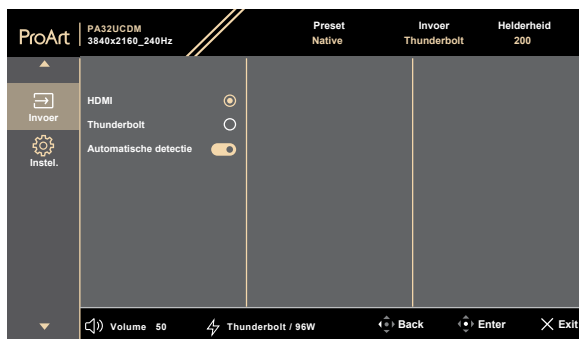 ProArt
PA32UCDM
3840x2160_240Hz
Preset
Native
Invoer
Thunderbolt
Helderheid
200
Invoer
Instel.
HDMI
Thunderbolt
Automatische detectie
Volume 50
Thunderbolt / 96W
Back
Enter
Exit